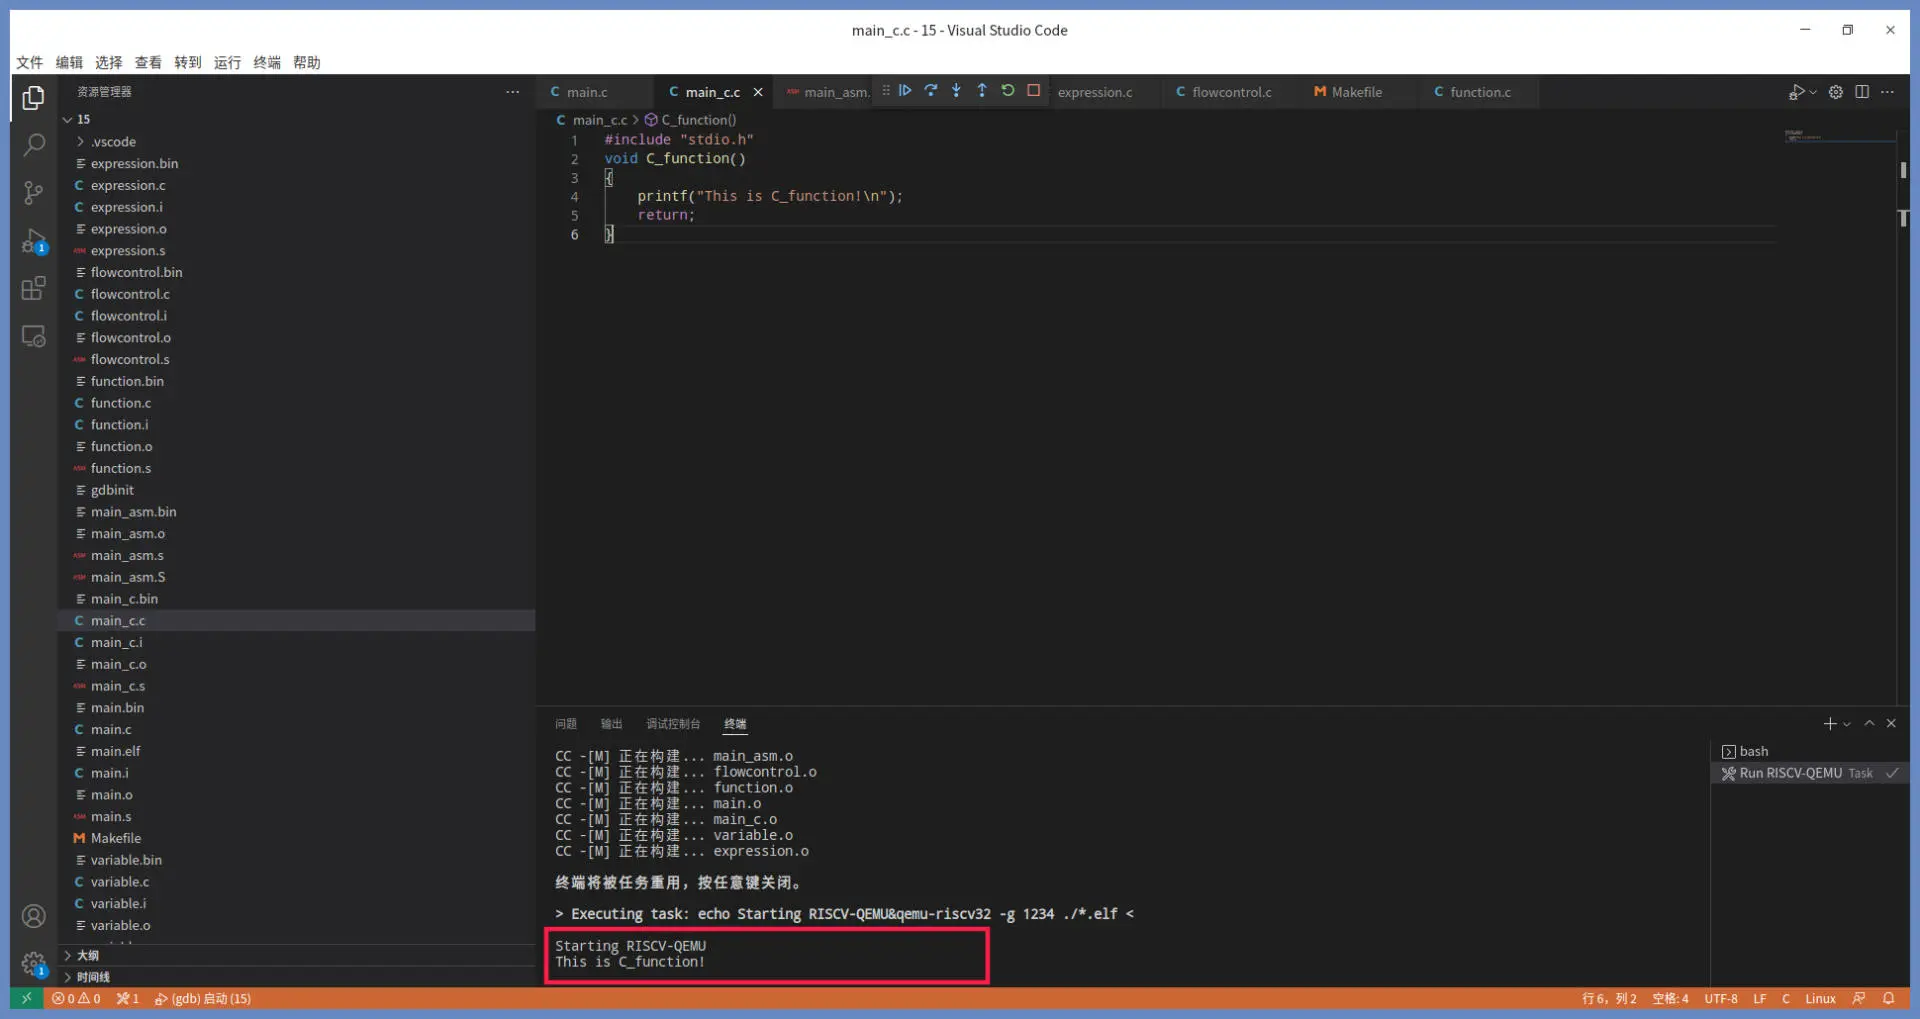 main_c.c - 15 - Visual Studio Code
文件 编辑 选择 查看 转到 运行 终端 帮助
资源管理器
15
.vscode
expression.bin
expression.c
expression.i
expression.o
expression.s
flowcontrol.bin
flowcontrol.c
flowcontrol.i
flowcontrol.o
flowcontrol.s
function.bin
function.c
function.i
function.o
function.s
gdbinit
main_asm.bin
main_asm.o
main_asm.s
main_asm.S
main_c.bin
main_c.c
main_c.i
main_c.o
main_c.s
main.bin
main.c
main.elf
main.i
main.o
main.s
Makefile
variable.bin
variable.c
variable.i
variable.o
大纲
时间线
main.c main_c.c main_asm. expression.c flowcontrol.c Makefile function.c
main_c.c > C_function()
1 #include "stdio.h"
2 void C_function()
3 {
4 printf("This is C_function!\n");
5 return;
6 }
问题 输出 调试控制台 终端
CC -[M] 正在构建... main_asm.o
CC -[M] 正在构建... flowcontrol.o
CC -[M] 正在构建... function.o
CC -[M] 正在构建... main.o
CC -[M] 正在构建... main_c.o
CC -[M] 正在构建... variable.o
CC -[M] 正在构建... expression.o
终端将被任务重用，按任意键关闭。
> Executing task: echo Starting RISCV-QEMU&qemu-riscv32 -g 1234 ./*.elf <
Starting RISCV-QEMU
This is C_function!
bash
Run RISCV-QEMU Task
0 0 1 (gdb) 启动 (15) 行 6，列 2 空格: 4 UTF-8 LF C Linux